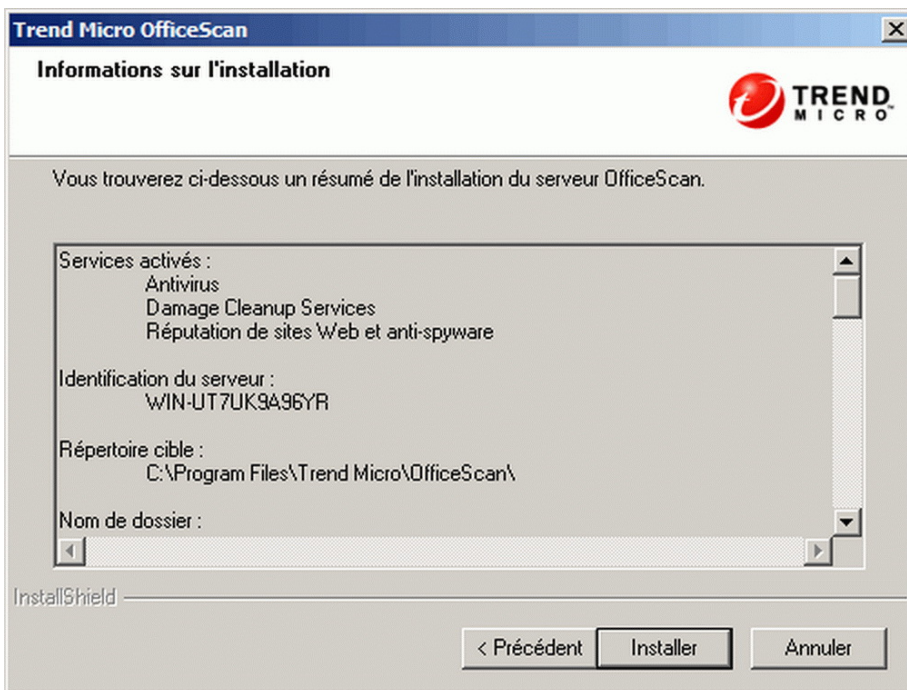 Trend Micro OfficeScan
Informations sur l'installation
TREND
MICRO
Vous trouverez ci-dessous un résumé de l'installation du serveur OfficeScan.
Services activés :
Antivirus
Damage Cleanup Services
Réputation de sites Web et anti-spyware
Identification du serveur :
WIN-UT7UK9A96YR
Répertoire cible :
C:\Program Files\Trend Micro\OfficeScan\
Nom de dossier :
InstallShield
< Précédent
Installer
Annuler